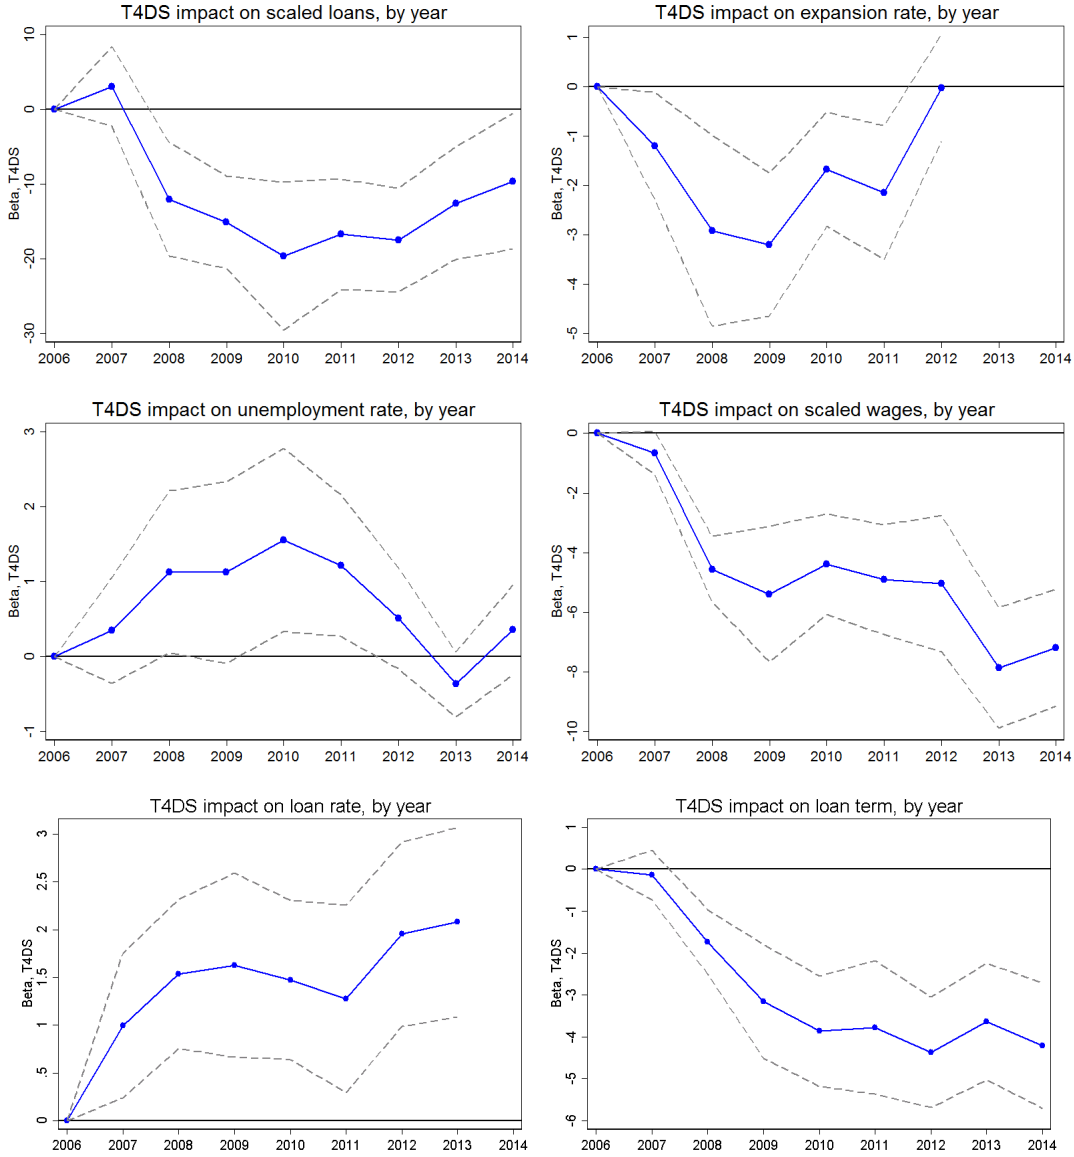 T4DS impact on scaled loans, by year
Beta, T4DS
10
0
-10
-20
-30
2006 2007 2008 2009 2010 2011 2012 2013 2014
T4DS impact on expansion rate, by year
Beta, T4DS
1
0
-1
-2
-3
-4
-5
2006 2007 2008 2009 2010 2011 2012 2013 2014
T4DS impact on unemployment rate, by year
Beta, T4DS
3
2
1
0
-1
2006 2007 2008 2009 2010 2011 2012 2013 2014
T4DS impact on scaled wages, by year
Beta, T4DS
0
-2
-4
-6
-8
-10
2006 2007 2008 2009 2010 2011 2012 2013 2014
T4DS impact on loan rate, by year
Beta, T4DS
3
2.5
2
1.5
1
.5
0
2006 2007 2008 2009 2010 2011 2012 2013 2014
T4DS impact on loan term, by year
Beta, T4DS
1
0
-1
-2
-3
-4
-5
-6
2006 2007 2008 2009 2010 2011 2012 2013 2014